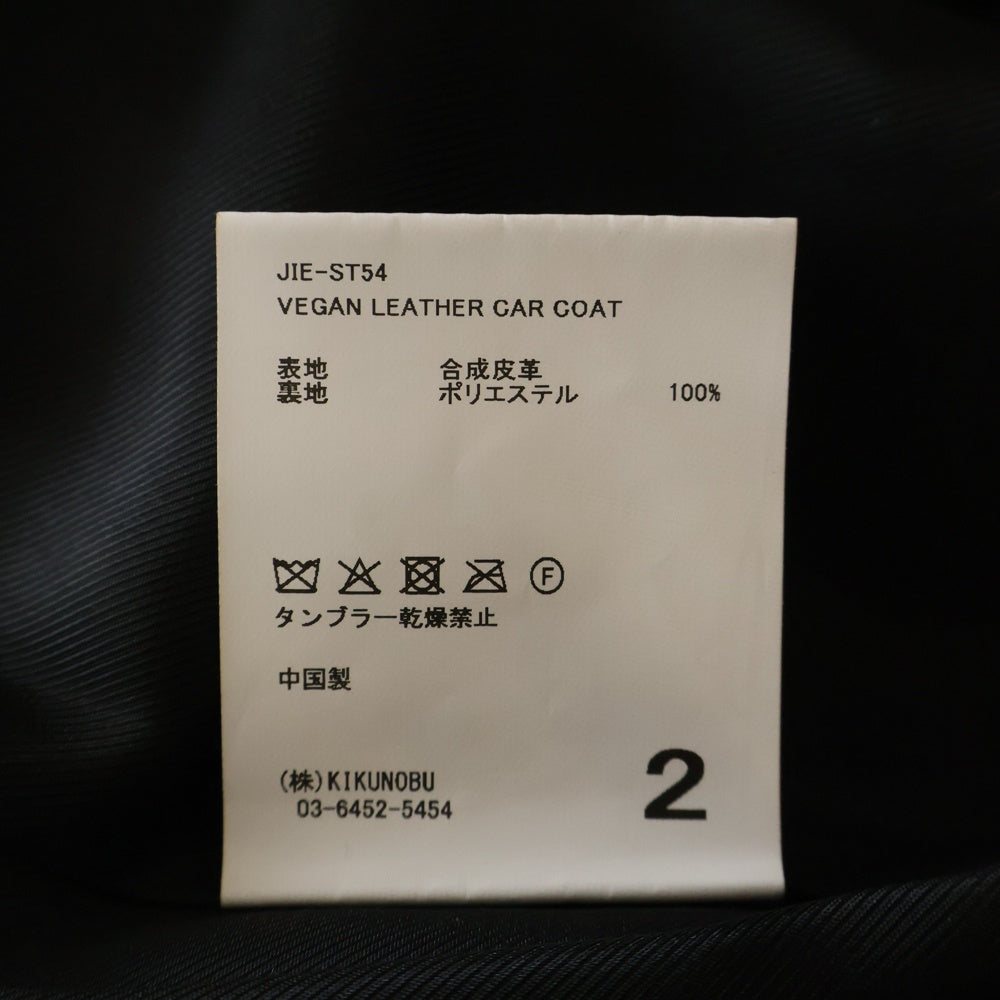 JIE-ST54
VEGAN LEATHER CAR COAT
表地 合成皮革
裏地 ポリエステル 100%
F
タンブラー乾燥禁止
中国製
(株)KIKUNOBU
03-6452-5454
2